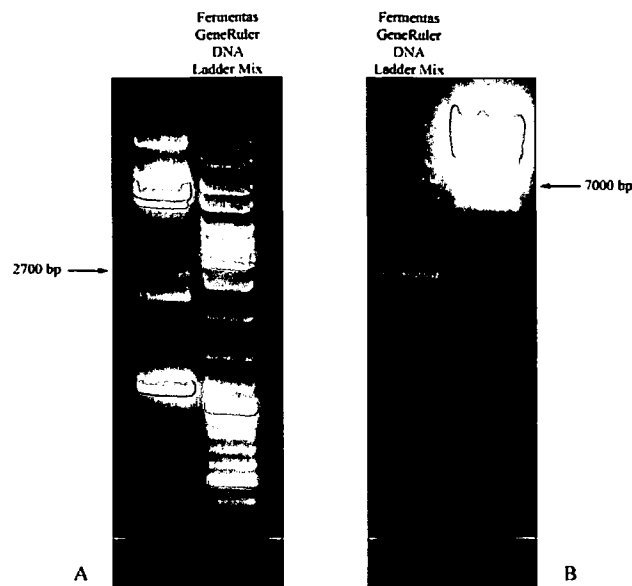 Fermentas
GeneRuler
DNA
Ladder Mix
Fermentas
GeneRuler
DNA
Ladder Mix
7000 bp
2700 bp
A
B